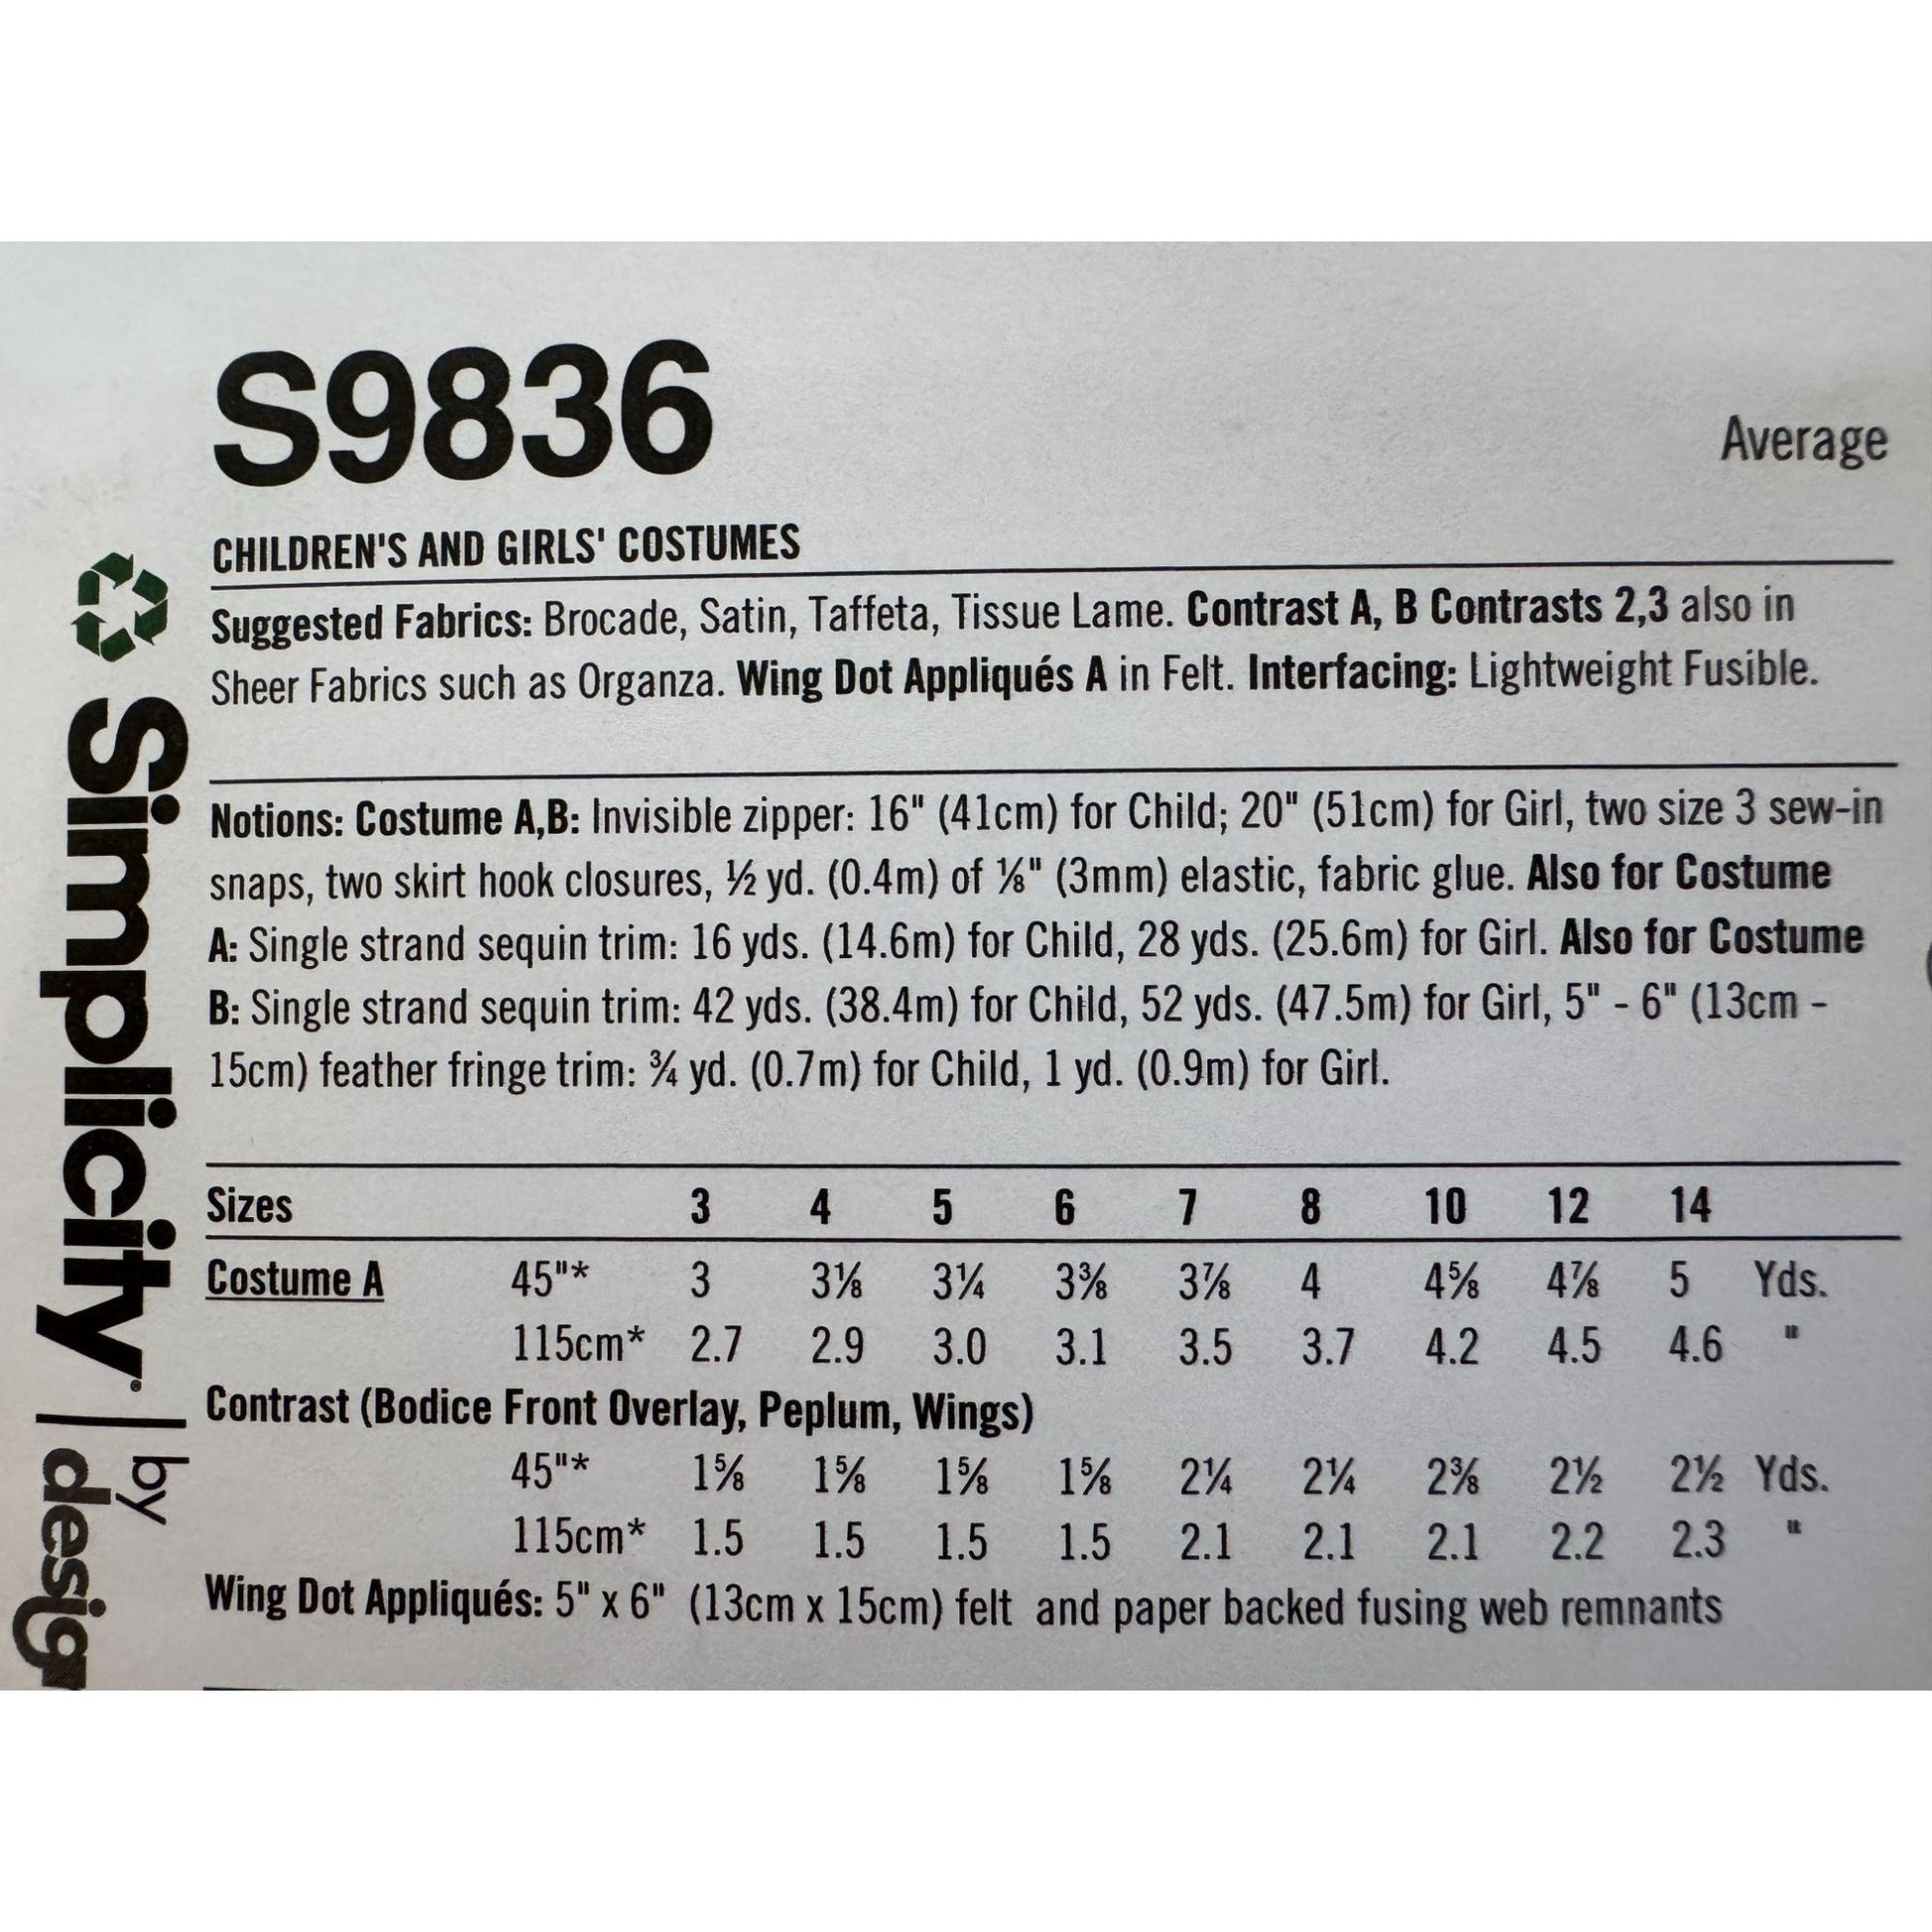 S9836
Average
CHILDREN'S AND GIRLS' COSTUMES
Suggested Fabrics: Brocade, Satin, Taffeta, Tissue Lame. Contrast A, B Contrasts 2,3 also in
Sheer Fabrics such as Organza. Wing Dot Appliqués A in Felt. Interfacing: Lightweight Fusible.
Notions: Costume A,B: Invisible zipper: 16" (41cm) for Child; 20" (51cm) for Girl, two size 3 sew-in
snaps, two skirt hook closures, ½ yd. (0.4m) of ⅛" (3mm) elastic, fabric glue. Also for Costume
A: Single strand sequin trim: 16 yds. (14.6m) for Child, 28 yds. (25.6m) for Girl. Also for Costume
B: Single strand sequin trim: 42 yds. (38.4m) for Child, 52 yds. (47.5m) for Girl, 5" - 6" (13cm -
15cm) feather fringe trim: ¾ yd. (0.7m) for Child, 1 yd. (0.9m) for Girl.
Sizes 3 4 5 6 7 8 10 12 14
Costume A 45"* 3 3⅛ 3¼ 3⅜ 3⅞ 4 4⅝ 4⅞ 5 Yds.
115cm* 2.7 2.9 3.0 3.1 3.5 3.7 4.2 4.5 4.6 "
Contrast (Bodice Front Overlay, Peplum, Wings)
45"* 1⅝ 1⅝ 1⅝ 1⅝ 2¼ 2¼ 2⅜ 2½ 2½ Yds.
115cm* 1.5 1.5 1.5 1.5 2.1 2.1 2.1 2.2 2.3 "
Wing Dot Appliqués: 5" x 6" (13cm x 15cm) felt and paper backed fusing web remnants
Simplicity
by
design